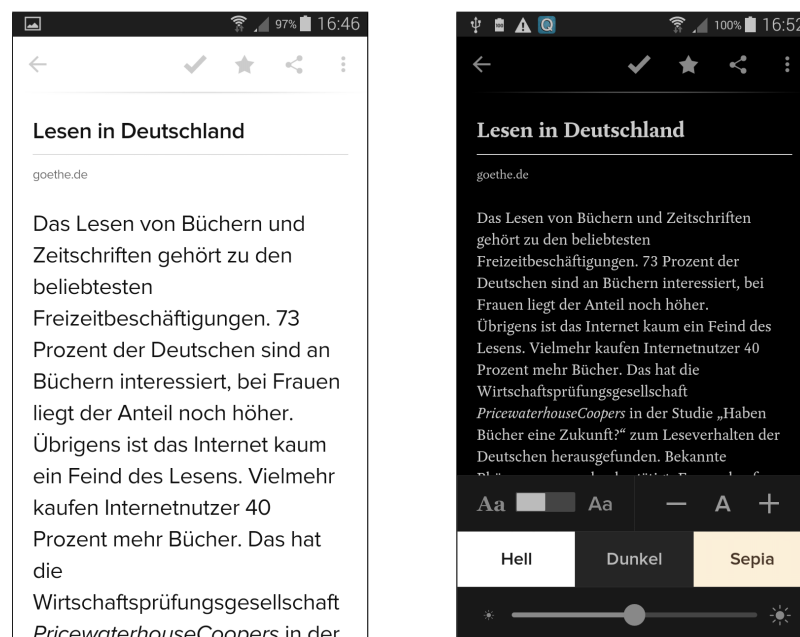 97% 16:46
Lesen in Deutschland
goethe.de
Das Lesen von Büchern und
Zeitschriften gehört zu den
beliebtesten
Freizeitbeschäftigungen. 73
Prozent der Deutschen sind an
Büchern interessiert, bei Frauen
liegt der Anteil noch höher.
Übrigens ist das Internet kaum
ein Feind des Lesens. Vielmehr
kaufen Internetnutzer 40
Prozent mehr Bücher. Das hat
die
Wirtschaftsprüfungsgesellschaft
PricewaterhouseCoopers in der
100% 16:52
Lesen in Deutschland
goethe.de
Das Lesen von Büchern und Zeitschriften
gehört zu den beliebtesten
Freizeitbeschäftigungen. 73 Prozent der
Deutschen sind an Büchern interessiert, bei
Frauen liegt der Anteil noch höher.
Übrigens ist das Internet kaum ein Feind des
Lesens. Vielmehr kaufen Internetnutzer 40
Prozent mehr Bücher. Das hat die
Wirtschaftsprüfungsgesellschaft
PricewaterhouseCoopers in der Studie „Haben
Bücher eine Zukunft?“ zum Leseverhalten der
Deutschen herausgefunden. Bekannte
Aa Aa A
Hell Dunkel Sepia